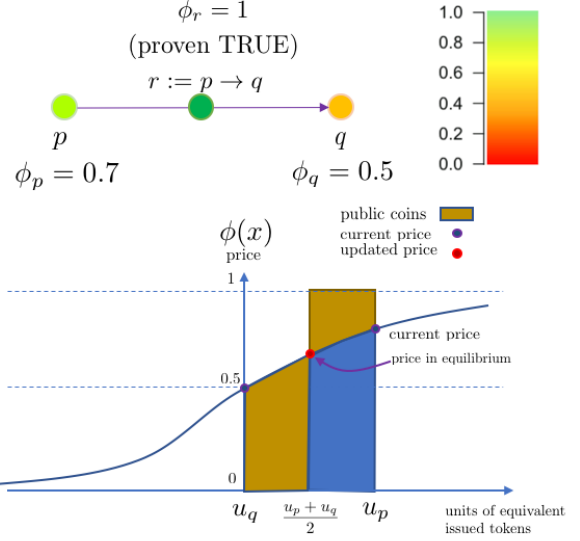 ϕ_r = 1
(proven TRUE)
r := p → q
p
q
ϕ_p = 0.7
ϕ_q = 0.5
1.0
0.8
0.6
0.4
0.2
0.0
public coins
current price
updated price
ϕ(x)
price
1
current price
price in equilibrium
0.5
0
u_q
(u_p + u_q)/2
u_p
units of equivalent
issued tokens